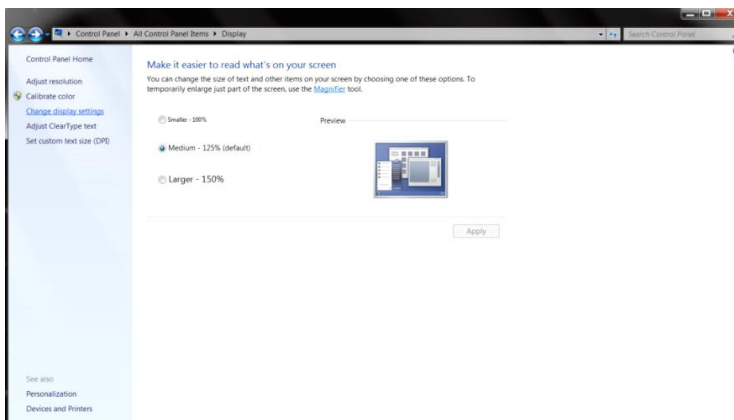 Control Panel ▸ All Control Panel Items ▸ Display
Search Control Panel
Control Panel Home
Adjust resolution
Calibrate color
Change display settings
Adjust ClearType text
Set custom text size (DPI)
See also
Personalization
Devices and Printers
Make it easier to read what's on your screen
You can change the size of text and other items on your screen by choosing one of these options. To
temporarily enlarge just part of the screen, use the Magnifier tool.
Smaller - 100%
Preview
Medium - 125% (default)
Larger - 150%
Apply